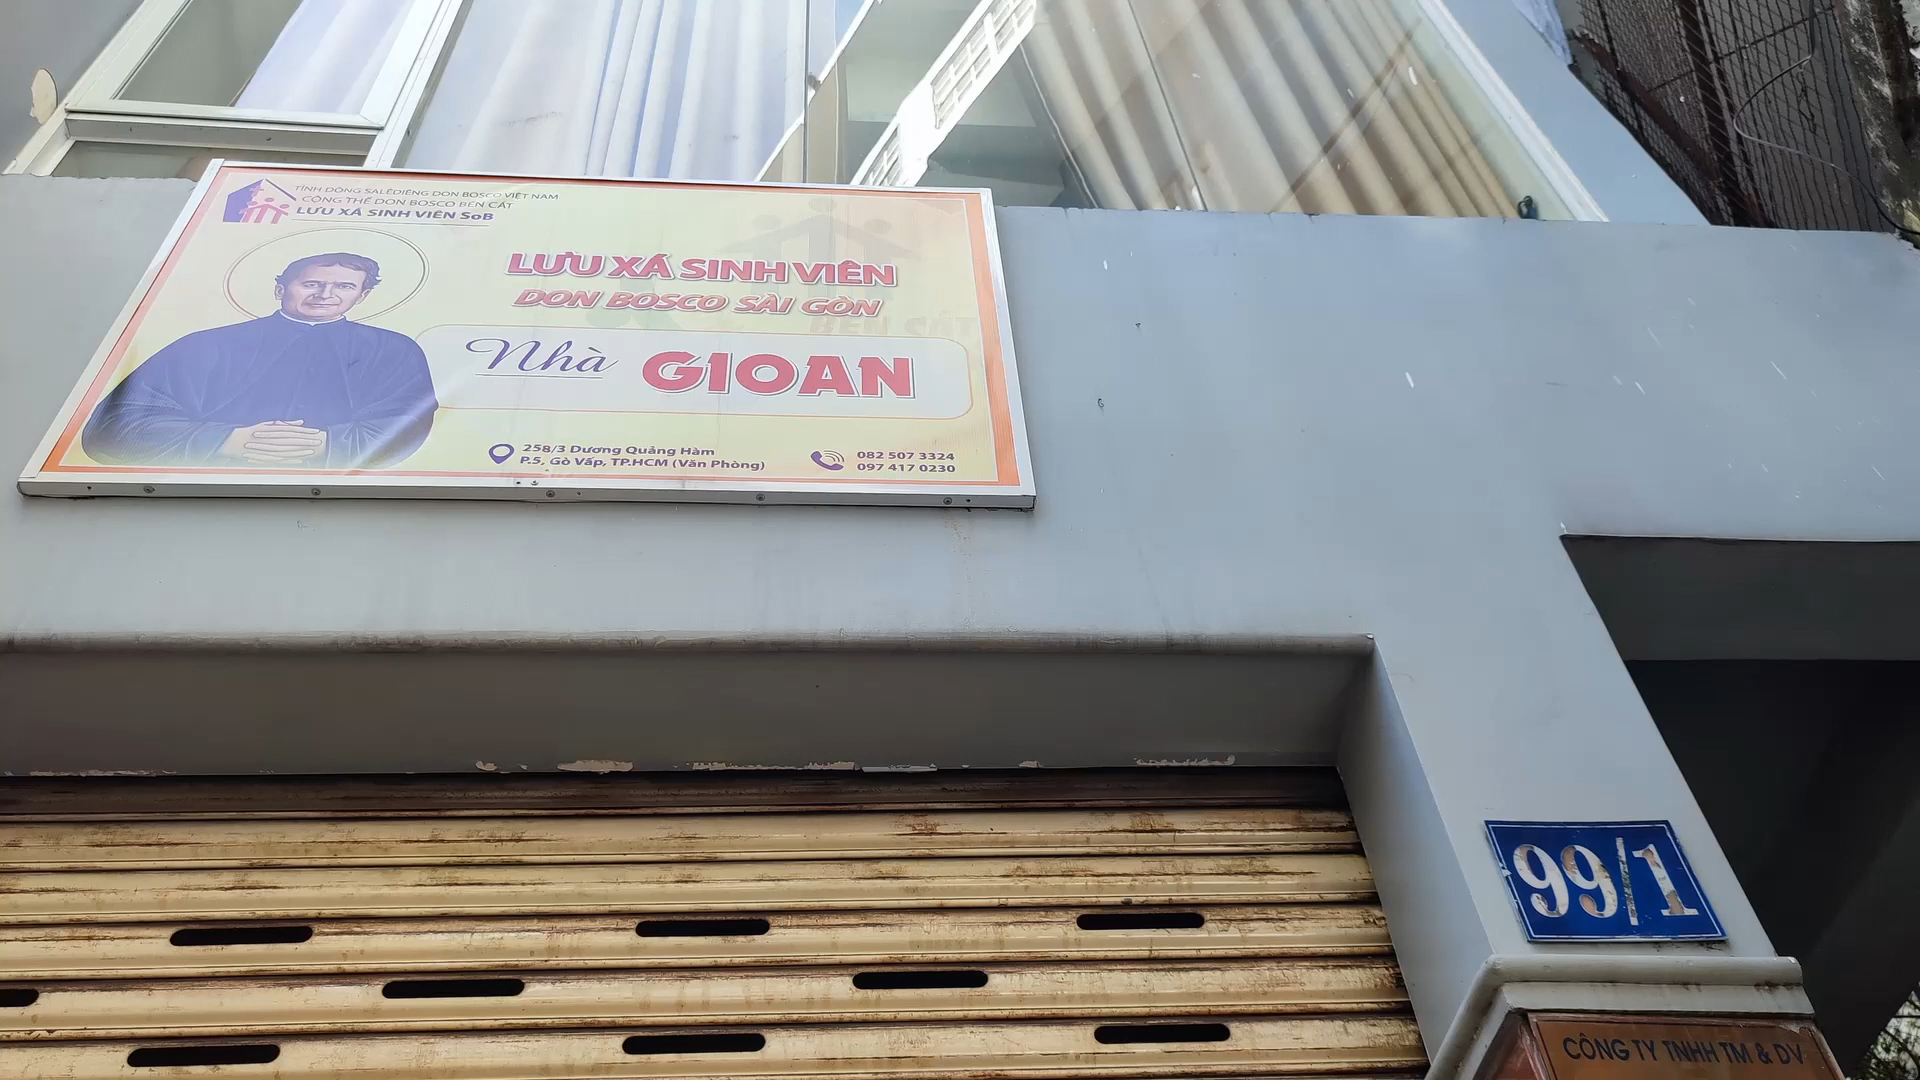 TỈNH DÒNG SALÊDIÊNG DON BOSCO VIỆT NAM
CỘNG THỂ DON BOSCO BẾN CÁT
LƯU XÁ SINH VIÊN SoB
LƯU XÁ SINH VIÊN
DON BOSCO SÀI GÒN
BẾN CÁT
Nhà GIOAN
258/3 Dương Quảng Hàm
P.5, Gò Vấp, TP.HCM (Văn Phòng)
082 507 3324
097 417 0230
99/1
CÔNG TY TNHH TM & DV